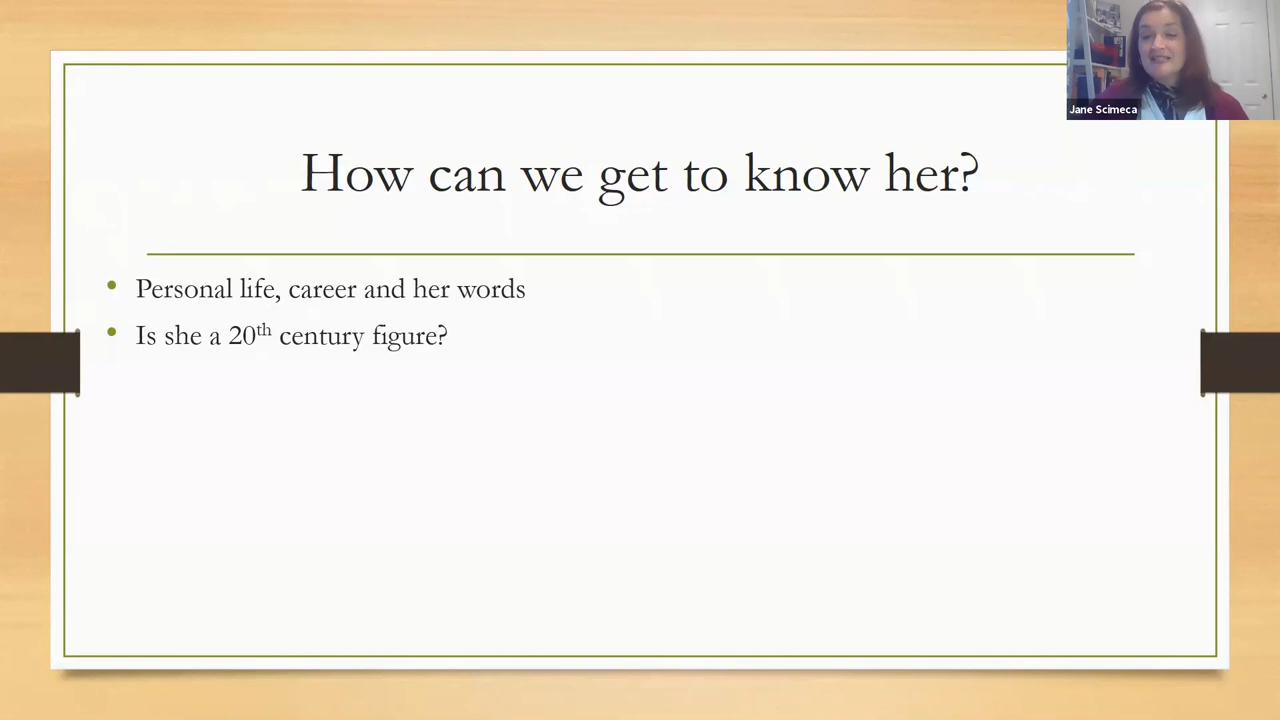 Jane Scimeca
How can we get to know her?
• Personal life, career and her words
• Is she a 20th century figure?